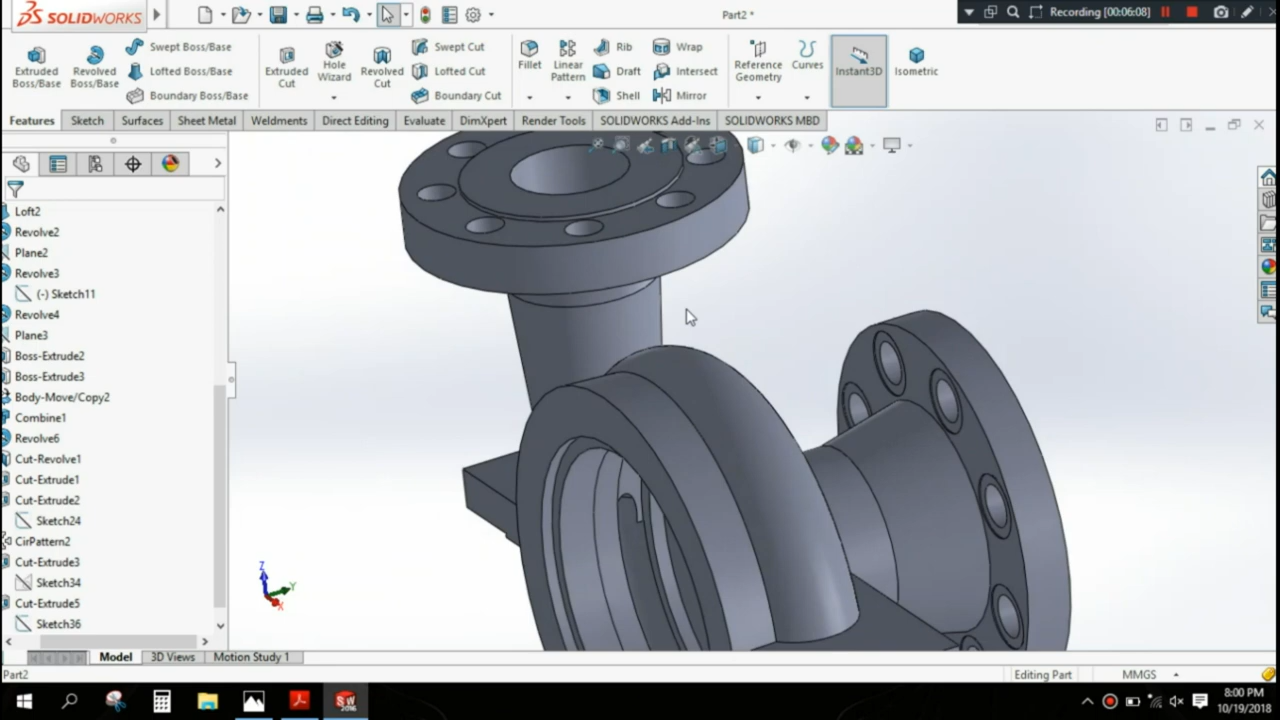 SOLIDWORKS
Part2 *
Recording [00:06:08]
Extruded Boss/Base
Revolved Boss/Base
Swept Boss/Base
Lofted Boss/Base
Boundary Boss/Base
Extruded Cut
Hole Wizard
Revolved Cut
Swept Cut
Lofted Cut
Boundary Cut
Fillet
Linear Pattern
Rib
Draft
Shell
Wrap
Intersect
Mirror
Reference Geometry
Curves
Instant3D
Isometric
Features Sketch Surfaces Sheet Metal Weldments Direct Editing Evaluate DimXpert Render Tools SOLIDWORKS Add-Ins SOLIDWORKS MBD
Loft2
Revolve2
Plane2
Revolve3
(-) Sketch11
Revolve4
Plane3
Boss-Extrude2
Boss-Extrude3
Body-Move/Copy2
Combine1
Revolve6
Cut-Revolve1
Cut-Extrude1
Cut-Extrude2
Sketch24
CirPattern2
Cut-Extrude3
Sketch34
Cut-Extrude5
Sketch36
Z
Y
X
Model 3D Views Motion Study 1
Part2 Editing Part MMGS
SW
2016
8:00 PM
10/19/2018